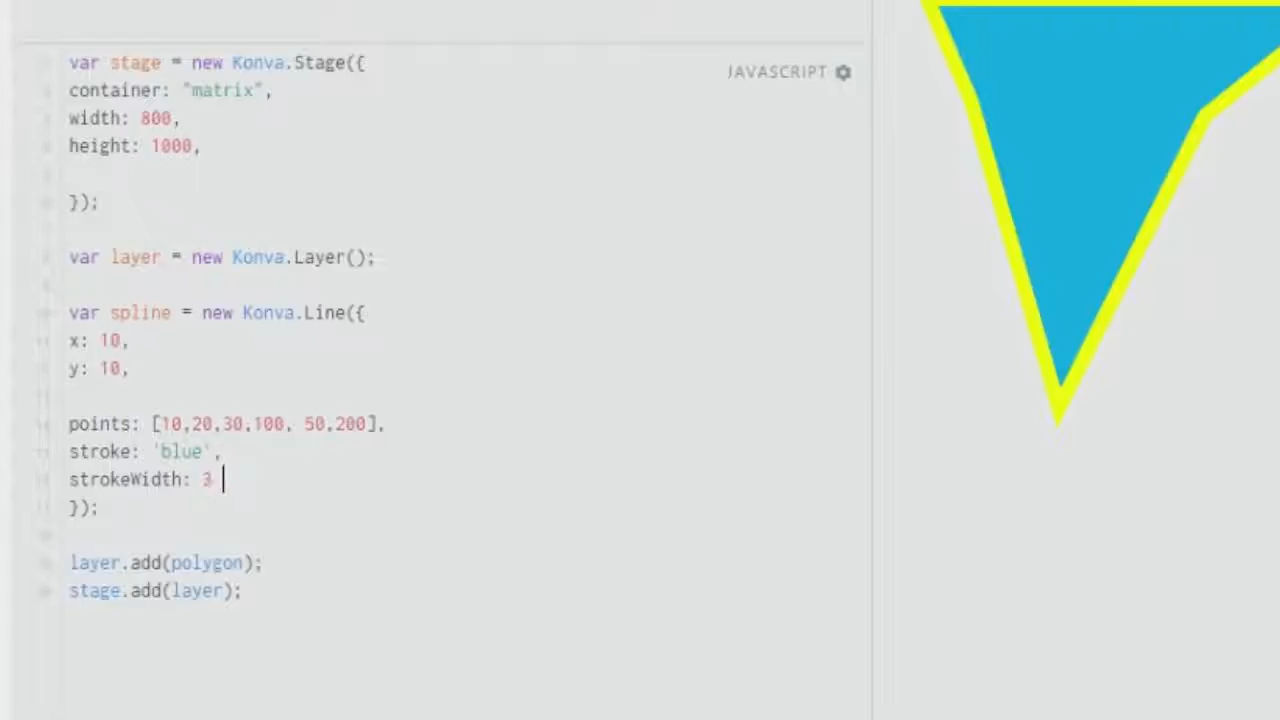 var stage = new Konva.Stage({
JAVASCRIPT
container: "matrix",
width: 800,
height: 1000,
});
var layer = new Konva.Layer();
var spline = new Konva.Line({
x: 10,
y: 10,
points: [10,20,30,100, 50,200],
stroke: 'blue',
strokeWidth: 3
});
layer.add(polygon);
stage.add(layer);